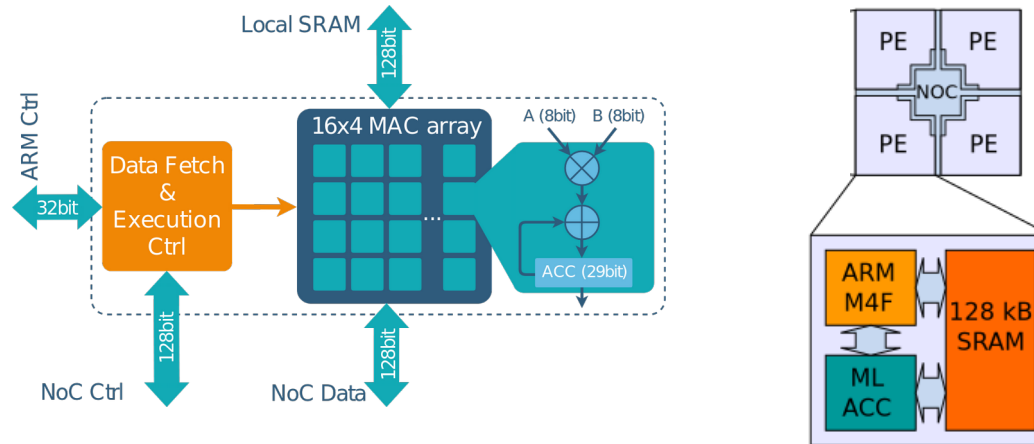 Local SRAM
128bit
ARM Ctrl
32bit
Data Fetch
&
Execution
Ctrl
16x4 MAC array
...
A (8bit)
B (8bit)
ACC (29bit)
128bit
NoC Ctrl
128bit
NoC Data
PE
PE
NOC
PE
PE
ARM
M4F
128 kB
SRAM
ML
ACC